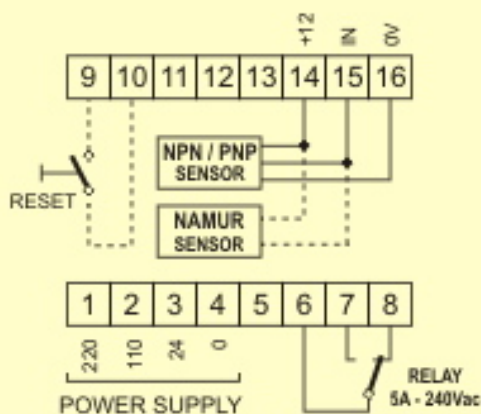 +12 IN 0V
9 10 11 12 13 14 15 16
NPN / PNP
SENSOR
RESET
NAMUR
SENSOR
1 2 3 4 5 6 7 8
220 110 24 0
RELAY
5A - 240Vac
POWER SUPPLY